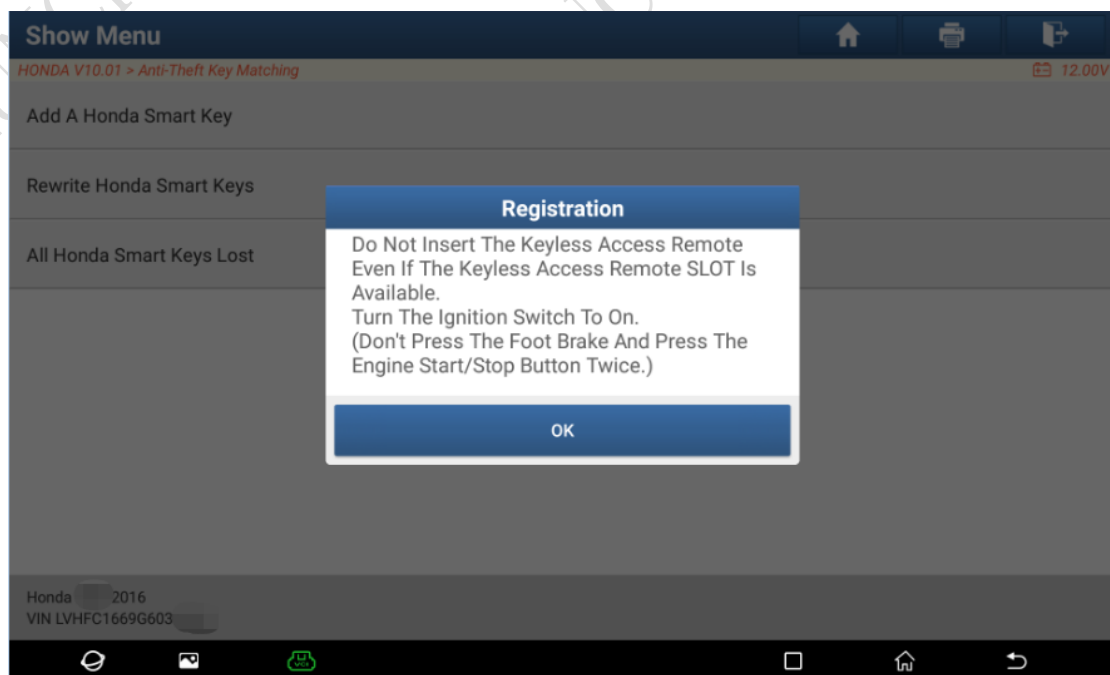 Show Menu
HONDA V10.01 > Anti-Theft Key Matching
12.00V
Add A Honda Smart Key
Rewrite Honda Smart Keys
All Honda Smart Keys Lost
Registration
Do Not Insert The Keyless Access Remote
Even If The Keyless Access Remote SLOT Is
Available.
Turn The Ignition Switch To On.
(Don't Press The Foot Brake And Press The
Engine Start/Stop Button Twice.)
OK
Honda 2016
VIN LVHFC1669G603